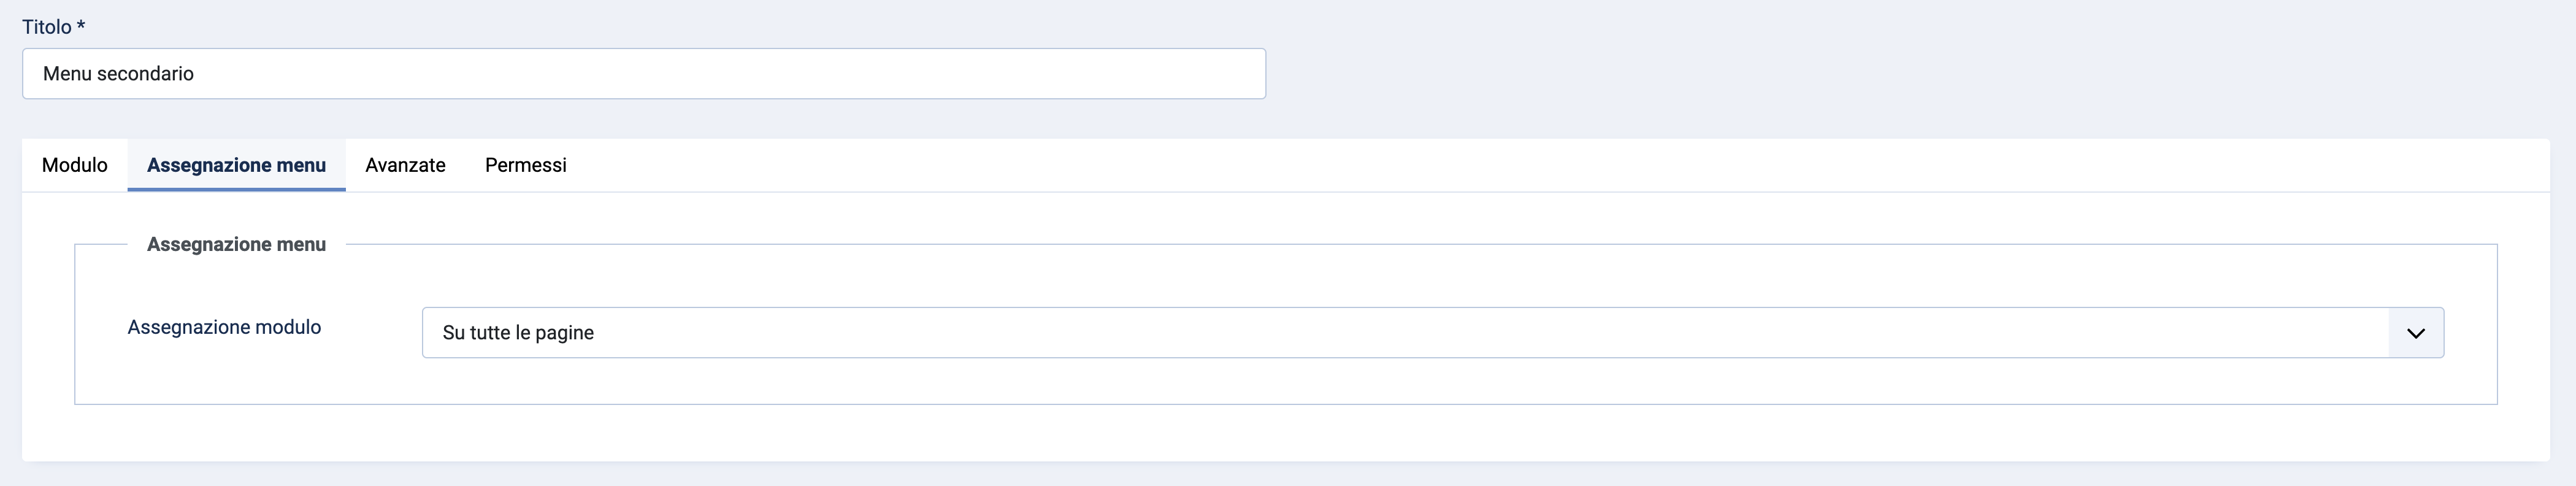 Titolo *
Menu secondario
Modulo Assegnazione menu Avanzate Permessi
Assegnazione menu
Assegnazione modulo Su tutte le pagine